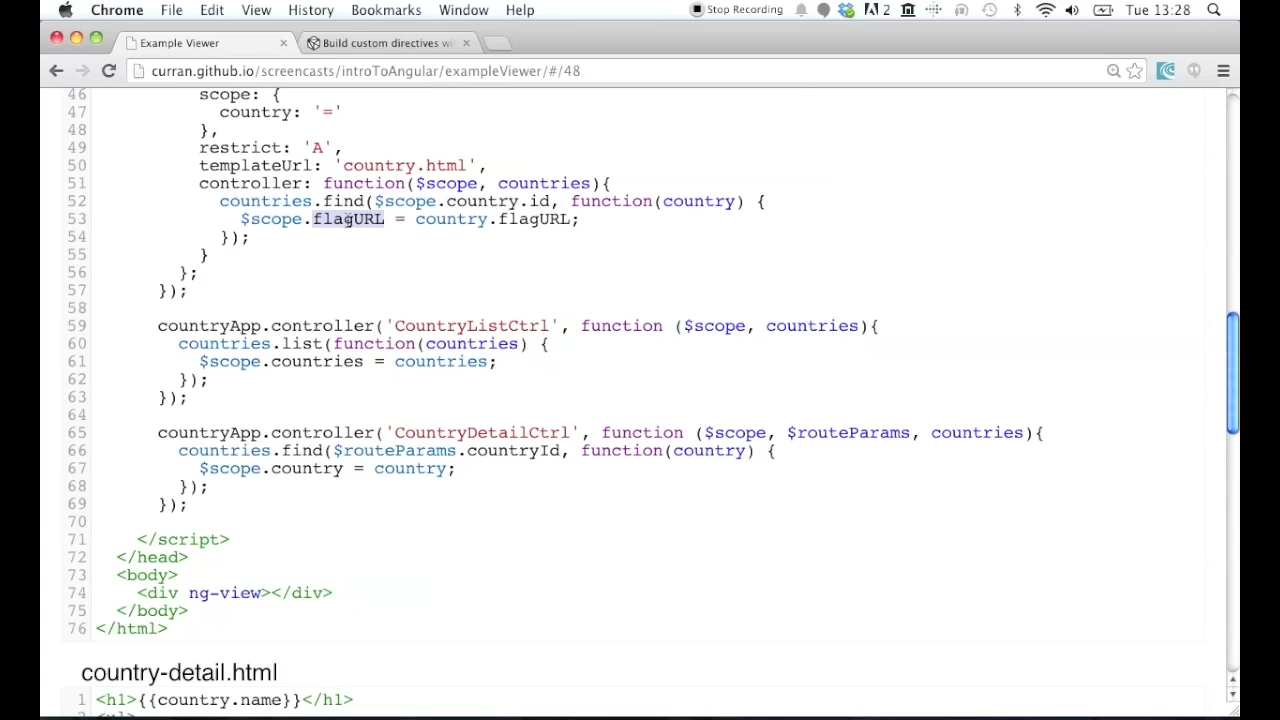 Chrome File Edit View History Bookmarks Window Help Stop Recording 2 Tue 13:28
Example Viewer Build custom directives wi
curran.github.io/screencasts/introToAngular/exampleViewer/#/48
46 scope: {
47 country: '='
48 },
49 restrict: 'A',
50 templateUrl: 'country.html',
51 controller: function($scope, countries){
52 countries.find($scope.country.id, function(country) {
53 $scope.flagURL = country.flagURL;
54 });
55 }
56 };
57 });
58
59 countryApp.controller('CountryListCtrl', function ($scope, countries){
60 countries.list(function(countries) {
61 $scope.countries = countries;
62 });
63 });
64
65 countryApp.controller('CountryDetailCtrl', function ($scope, $routeParams, countries){
66 countries.find($routeParams.countryId, function(country) {
67 $scope.country = country;
68 });
69 });
70
71 </script>
72 </head>
73 <body>
74 <div ng-view></div>
75 </body>
76 </html>
country-detail.html
1 <h1>{{country.name}}</h1>